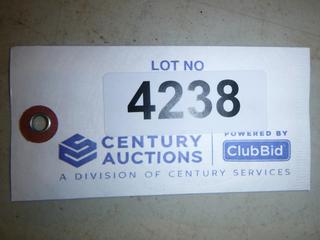 LOT NO
4238
CENTURY
AUCTIONS
POWERED BY
ClubBid
A DIVISION OF CENTURY SERVICES